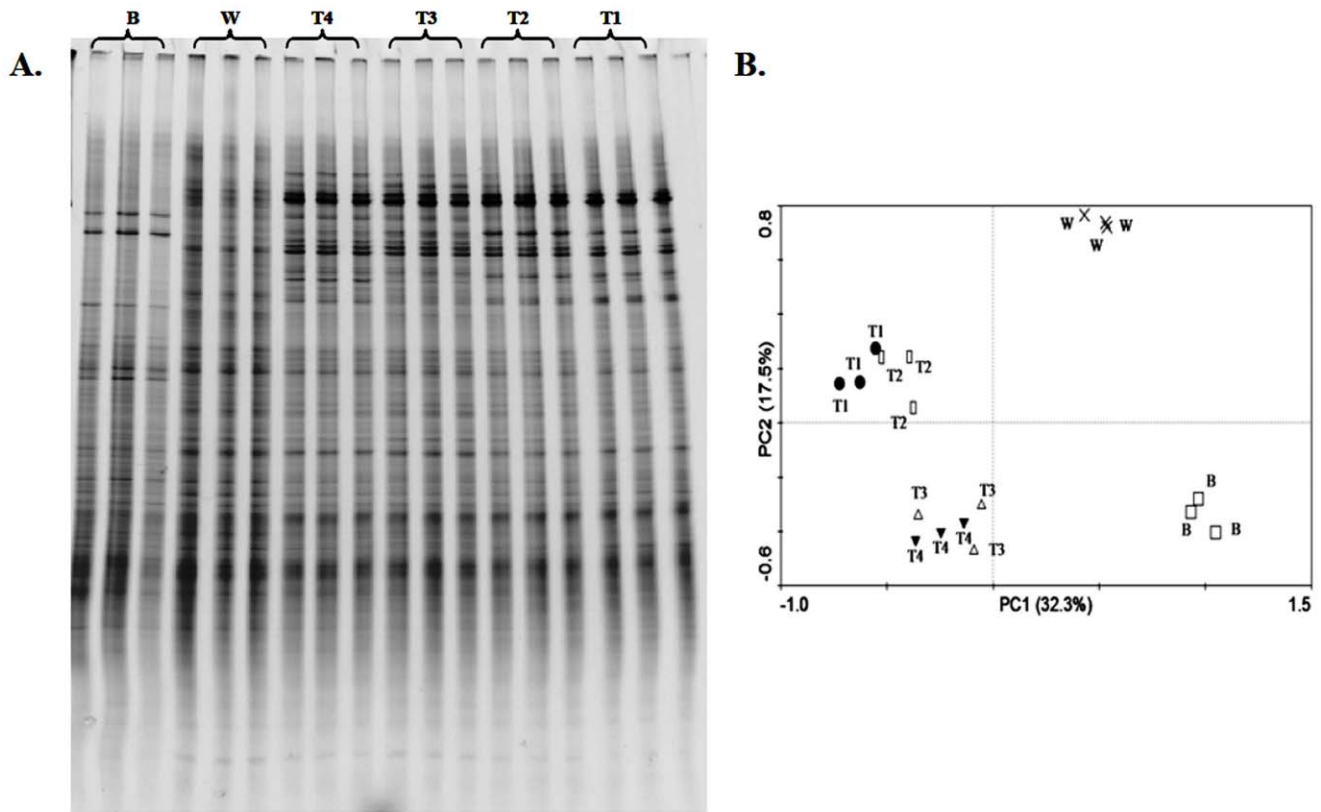 B W T4 T3 T2 T1
A.
B.
0.8
W W
W
T1
T1 T2 T2
T1
T2
PC2 (17.5%)
T3 T3 B
T4 T4 T4 T3 B B
-0.6
-1.0 PC1 (32.3%) 1.5